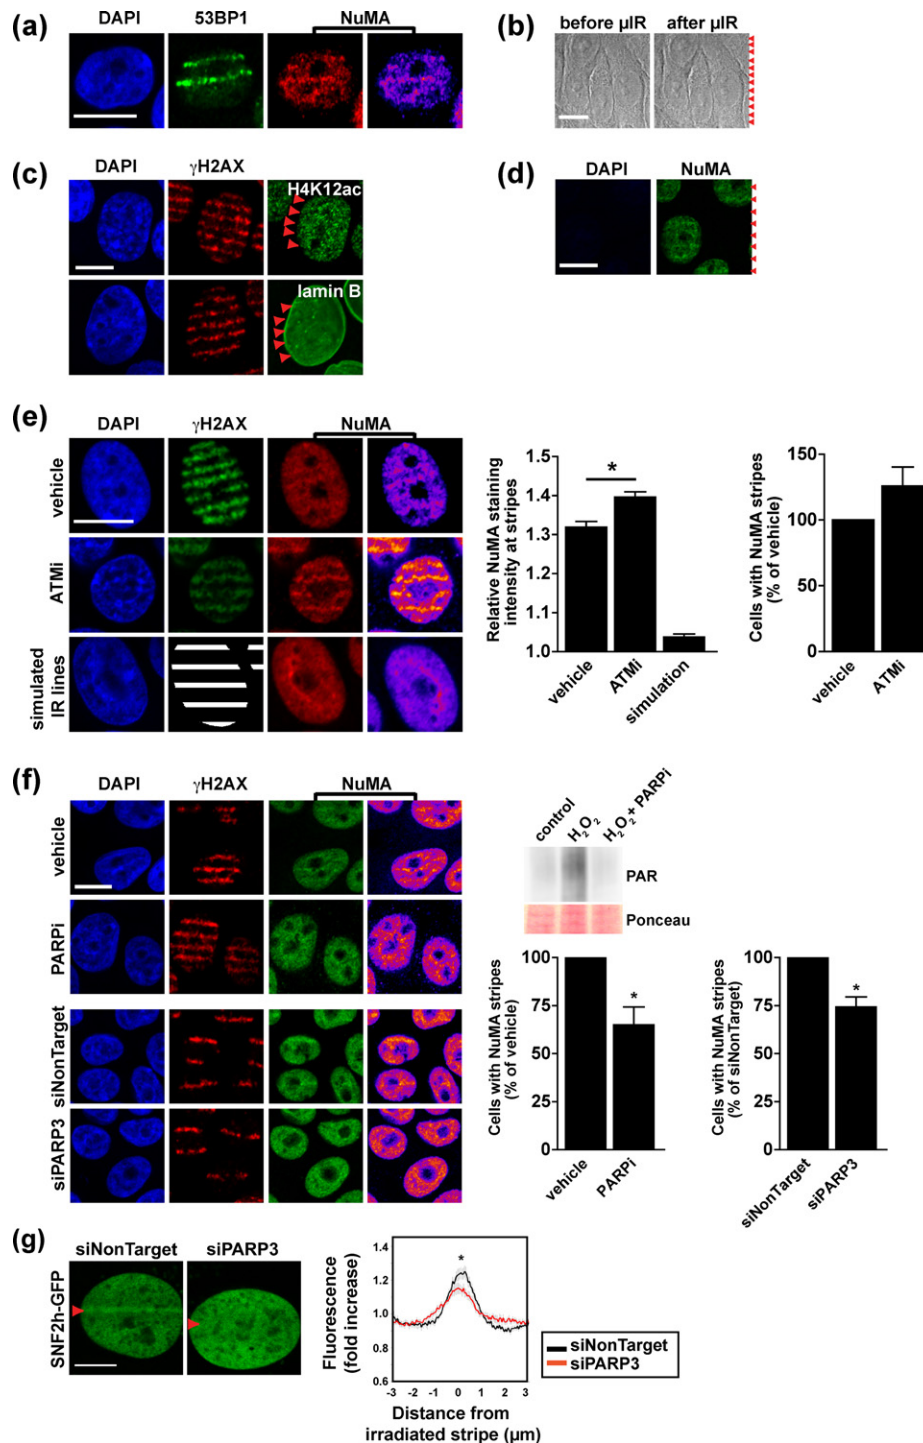 (a)
DAPI 53BP1 NuMA
(b)
before µIR after µIR
(c)
DAPI γH2AX
H4K12ac
lamin B
(d)
DAPI NuMA
(e)
DAPI γH2AX NuMA
vehicle
ATMi
simulated
IR lines
Relative NuMA staining
intensity at stripes
1.5
1.4
1.3
1.2
1.1
1.0
vehicle
ATMi
simulation
Cells with NuMA stripes
(% of vehicle)
150
100
50
0
vehicle
ATMi
*
(f)
DAPI γH2AX NuMA
vehicle
PARPi
siNonTarget
siPARP3
control
H2O2
H2O2+ PARPi
PAR
Ponceau
Cells with NuMA stripes
(% of vehicle)
100
75
50
25
0
*
vehicle
PARPi
Cells with NuMA stripes
(% of siNonTarget)
100
75
50
25
0
*
siNonTarget
siPARP3
(g)
siNonTarget siPARP3
SNF2h-GFP
Fluorescence
(fold increase)
1.4
1.2
1.0
0.8
0.6
*
-3 -2 -1 0 1 2 3
Distance from
irradiated stripe (µm)
siNonTarget
siPARP3